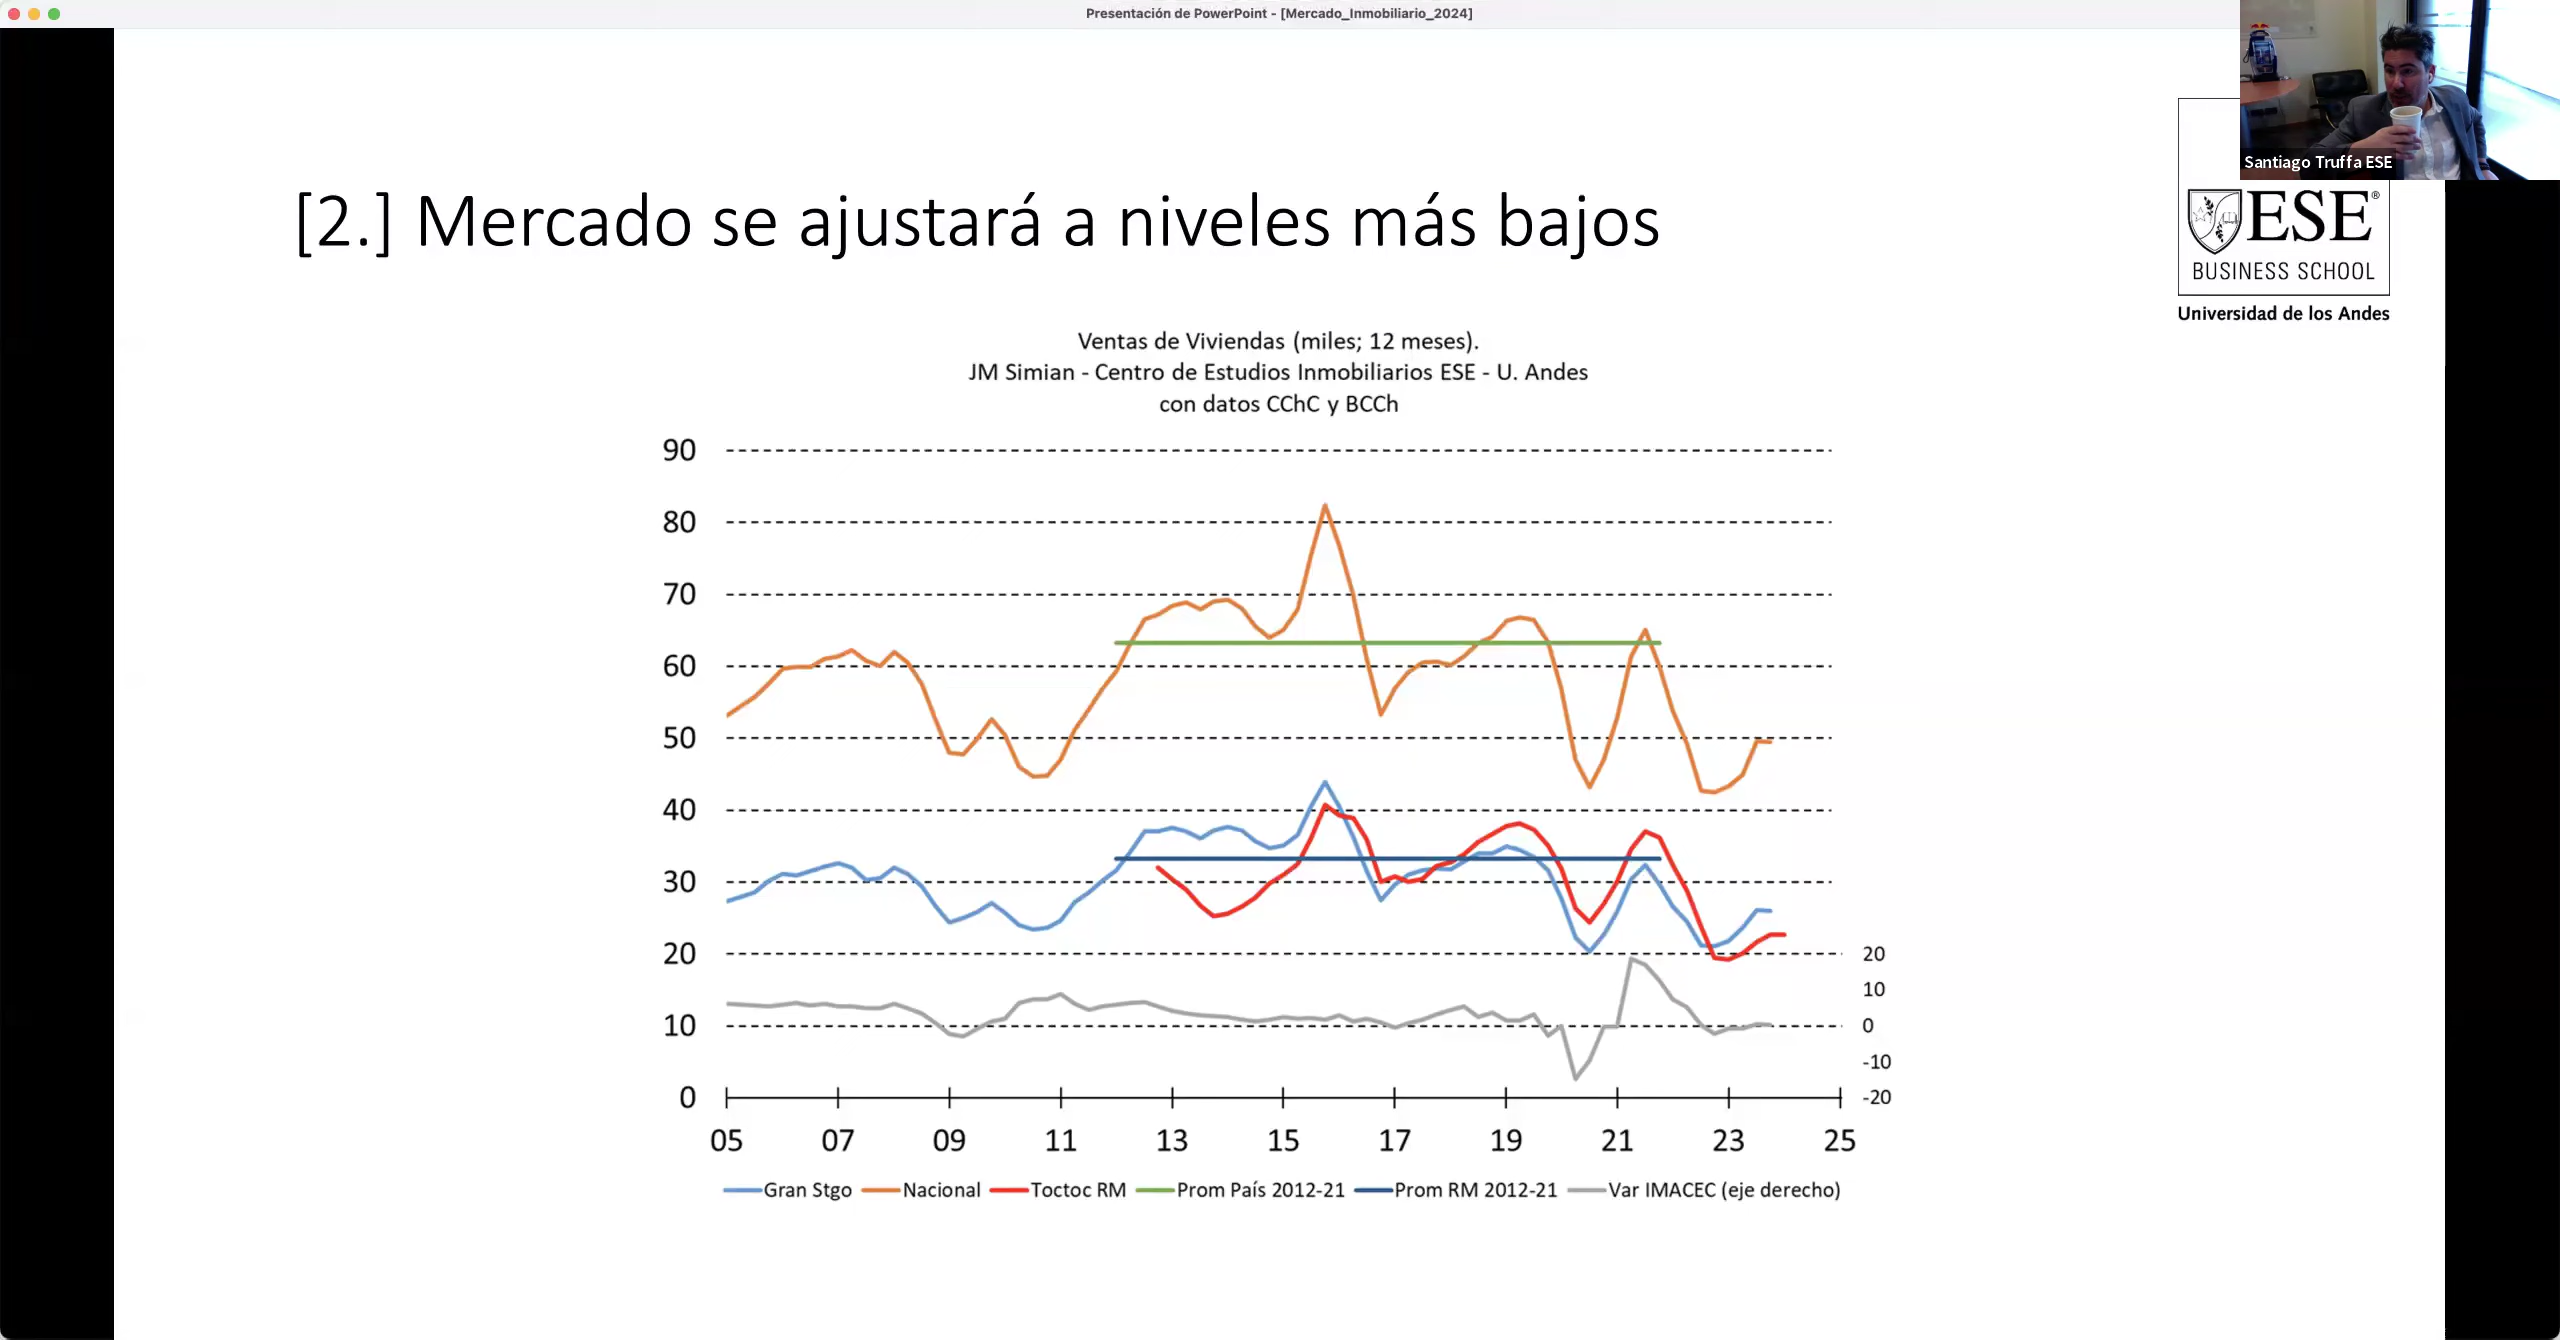 Presentación de PowerPoint - [Mercado_Inmobiliario_2024]
Santiago Truffa ESE
[2.] Mercado se ajustará a niveles más bajos
ESE®
BUSINESS SCHOOL
Universidad de los Andes
Ventas de Viviendas (miles; 12 meses).
JM Simian - Centro de Estudios Inmobiliarios ESE - U. Andes
con datos CChC y BCCh
90
80
70
60
50
40
30
20 20
10
10 0
-10
0 -20
05 07 09 11 13 15 17 19 21 23 25
Gran Stgo Nacional Toctoc RM Prom País 2012-21 Prom RM 2012-21 Var IMACEC (eje derecho)